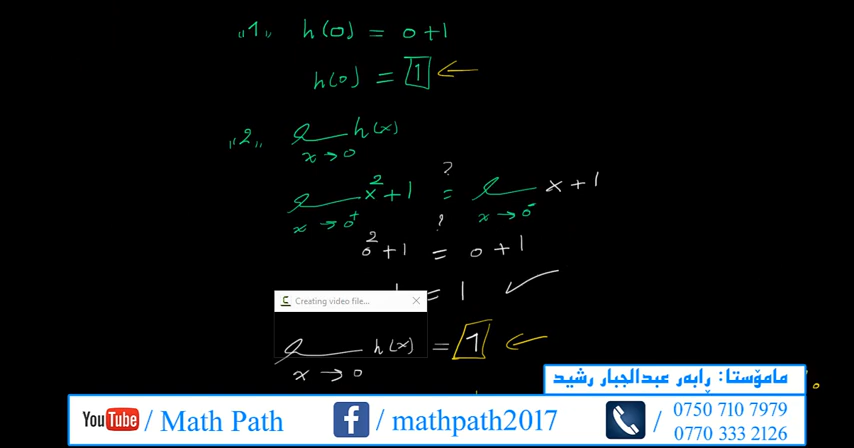 "1" h(0) = 0+1
h(0) = 1 ←
"2" lim h(x)
x→0
?
lim x²+1 = lim x+1
x→0⁺ x→0⁻
?
0²+1 = 0+1
1 = 1 ✓
Creating video file...
lim h(x) = 1 ←
x→0
مامۆستا: ڕابەر عبدالجبار رشید
YouTube / Math Path
f / mathpath2017
/ 0750 710 7979
0770 333 2126